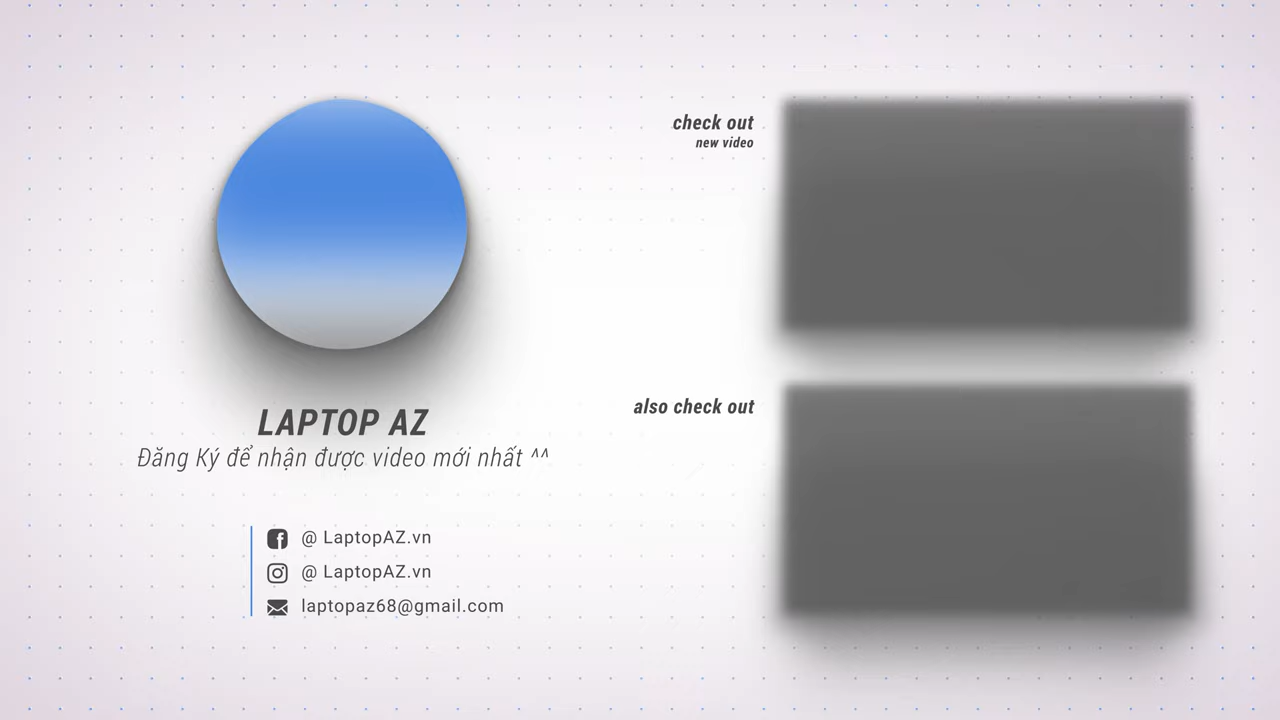 LAPTOP AZ
Đăng Ký để nhận được video mới nhất ^^
@ LaptopAZ.vn
@ LaptopAZ.vn
laptopaz68@gmail.com
check out
new video
also check out